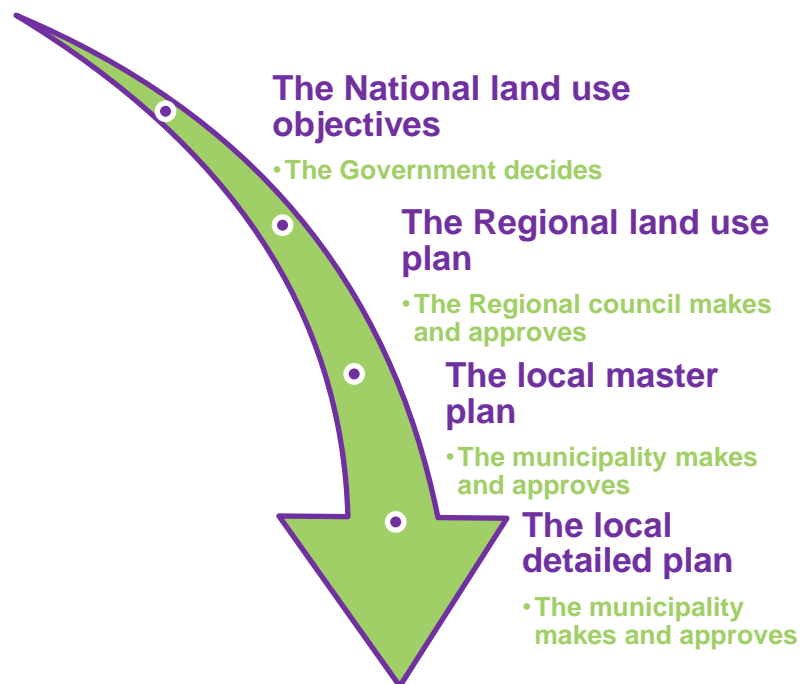 The National land use
objectives
•The Government decides
The Regional land use
plan
•The Regional council makes
and approves
The local master
plan
•The municipality makes
and approves
The local
detailed plan
•The municipality
makes and approves